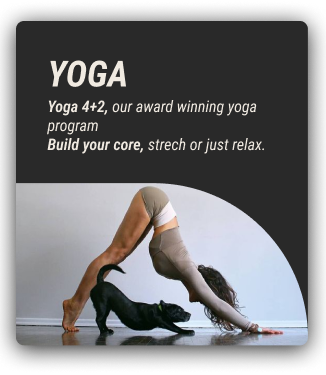 YOGA
Yoga 4+2, our award winning yoga
program
Build your core, strech or just relax.